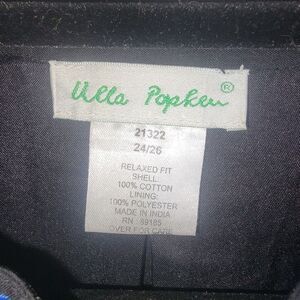 Ulla Popken®
21322
24/26
RELAXED FIT
SHELL:
100% COTTON
LINING:
100% POLYESTER
MADE IN INDIA
RN : 89185
OVER FOR CARE